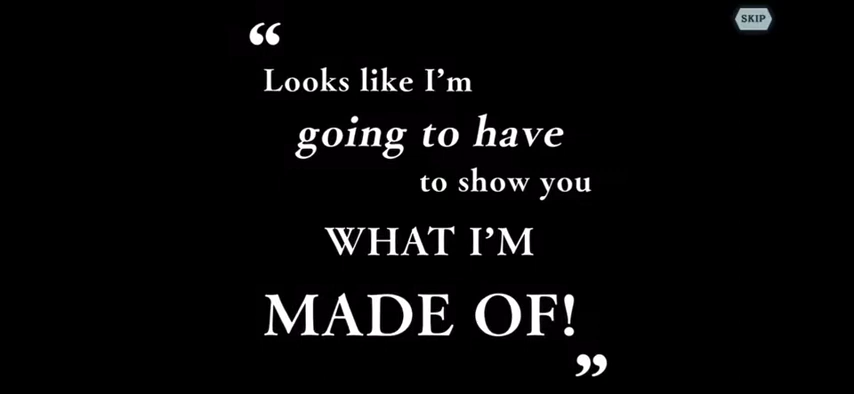 SKIP
“
Looks like I’m
going to have
to show you
WHAT I’M
MADE OF!
”